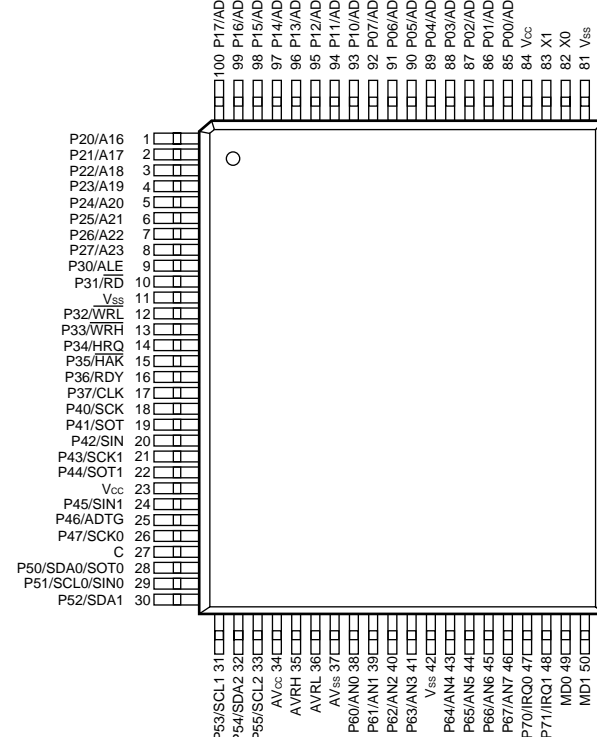 100 P17/AD
99 P16/AD
98 P15/AD
97 P14/AD
96 P13/AD
95 P12/AD
94 P11/AD
93 P10/AD
92 P07/AD
91 P06/AD
90 P05/AD
89 P04/AD
88 P03/AD
87 P02/AD
86 P01/AD
85 P00/AD
84 Vcc
83 X1
82 X0
81 Vss
P20/A16 1
P21/A17 2
P22/A18 3
P23/A19 4
P24/A20 5
P25/A21 6
P26/A22 7
P27/A23 8
P30/ALE 9
P31/RD 10
Vss 11
P32/WRL 12
P33/WRH 13
P34/HRQ 14
P35/HAK 15
P36/RDY 16
P37/CLK 17
P40/SCK 18
P41/SOT 19
P42/SIN 20
P43/SCK1 21
P44/SOT1 22
Vcc 23
P45/SIN1 24
P46/ADTG 25
P47/SCK0 26
C 27
P50/SDA0/SOT0 28
P51/SCL0/SIN0 29
P52/SDA1 30
P53/SCL1 31
P54/SDA2 32
P55/SCL2 33
AVcc 34
AVRH 35
AVRL 36
AVss 37
P60/AN0 38
P61/AN1 39
P62/AN2 40
P63/AN3 41
Vss 42
P64/AN4 43
P65/AN5 44
P66/AN6 45
P67/AN7 46
P70/IRQ0 47
P71/IRQ1 48
MD0 49
MD1 50